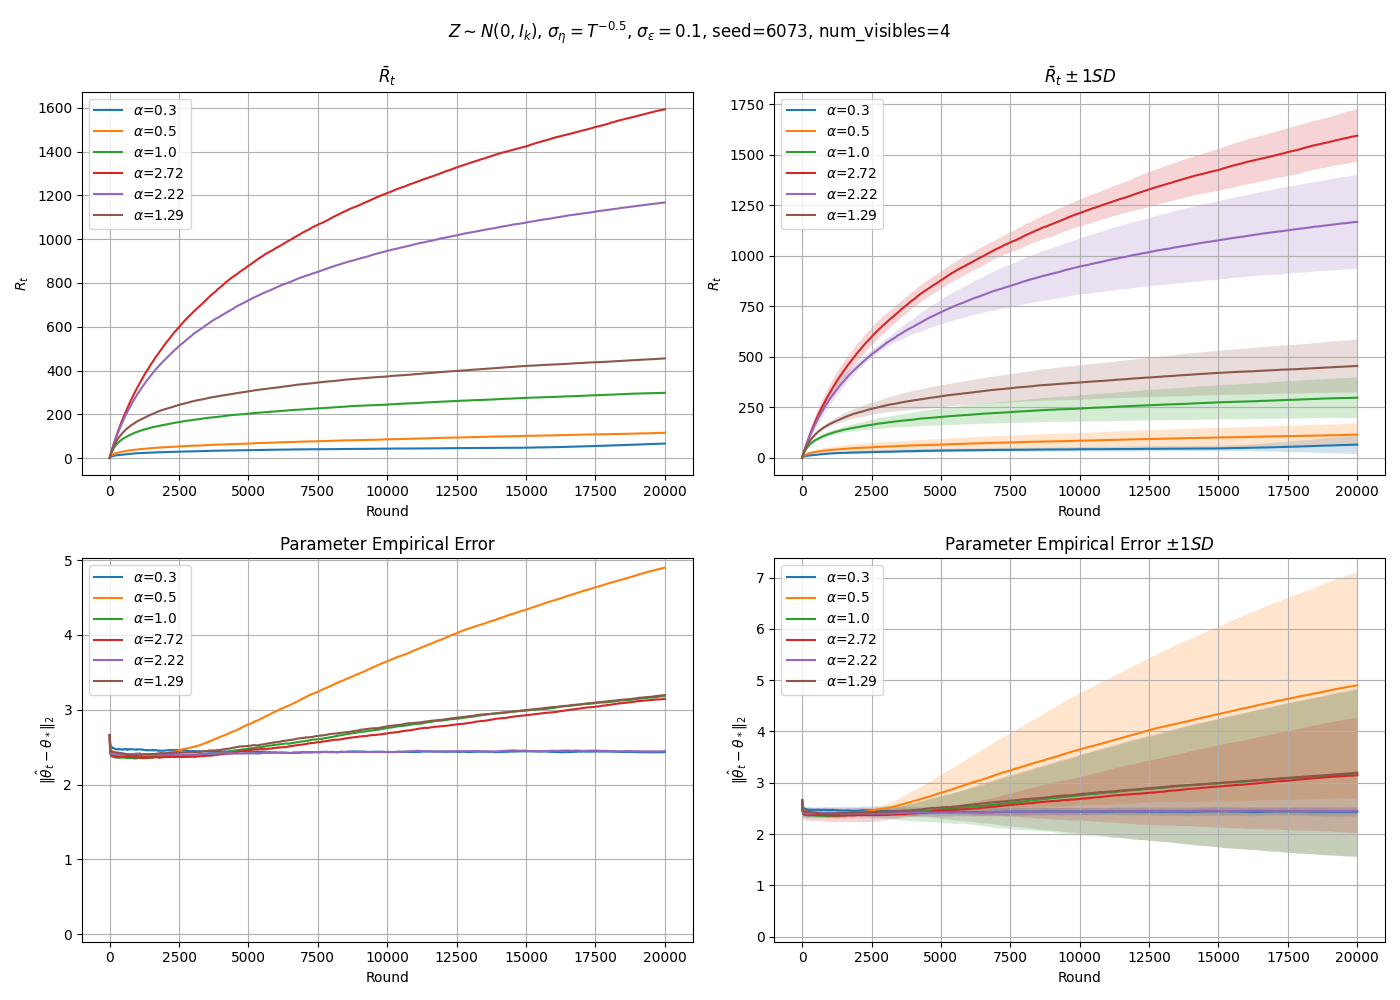 Z ∼ N(0, I_k), σ_η = T^{−0.5}, σ_ε = 0.1, seed=6073, num_visibles=4
R̄_t
R_t
1600
1400
1200
1000
800
600
400
200
0
α=0.3
α=0.5
α=1.0
α=2.72
α=2.22
α=1.29
0 2500 5000 7500 10000 12500 15000 17500 20000
Round
R̄_t ± 1SD
R_t
1750
1500
1250
1000
750
500
250
0
α=0.3
α=0.5
α=1.0
α=2.72
α=2.22
α=1.29
0 2500 5000 7500 10000 12500 15000 17500 20000
Round
Parameter Empirical Error
‖θ̂_t − θ_*‖_2
5
4
3
2
1
0
α=0.3
α=0.5
α=1.0
α=2.72
α=2.22
α=1.29
0 2500 5000 7500 10000 12500 15000 17500 20000
Round
Parameter Empirical Error ±1SD
‖θ̂_t − θ_*‖_2
7
6
5
4
3
2
1
0
α=0.3
α=0.5
α=1.0
α=2.72
α=2.22
α=1.29
0 2500 5000 7500 10000 12500 15000 17500 20000
Round